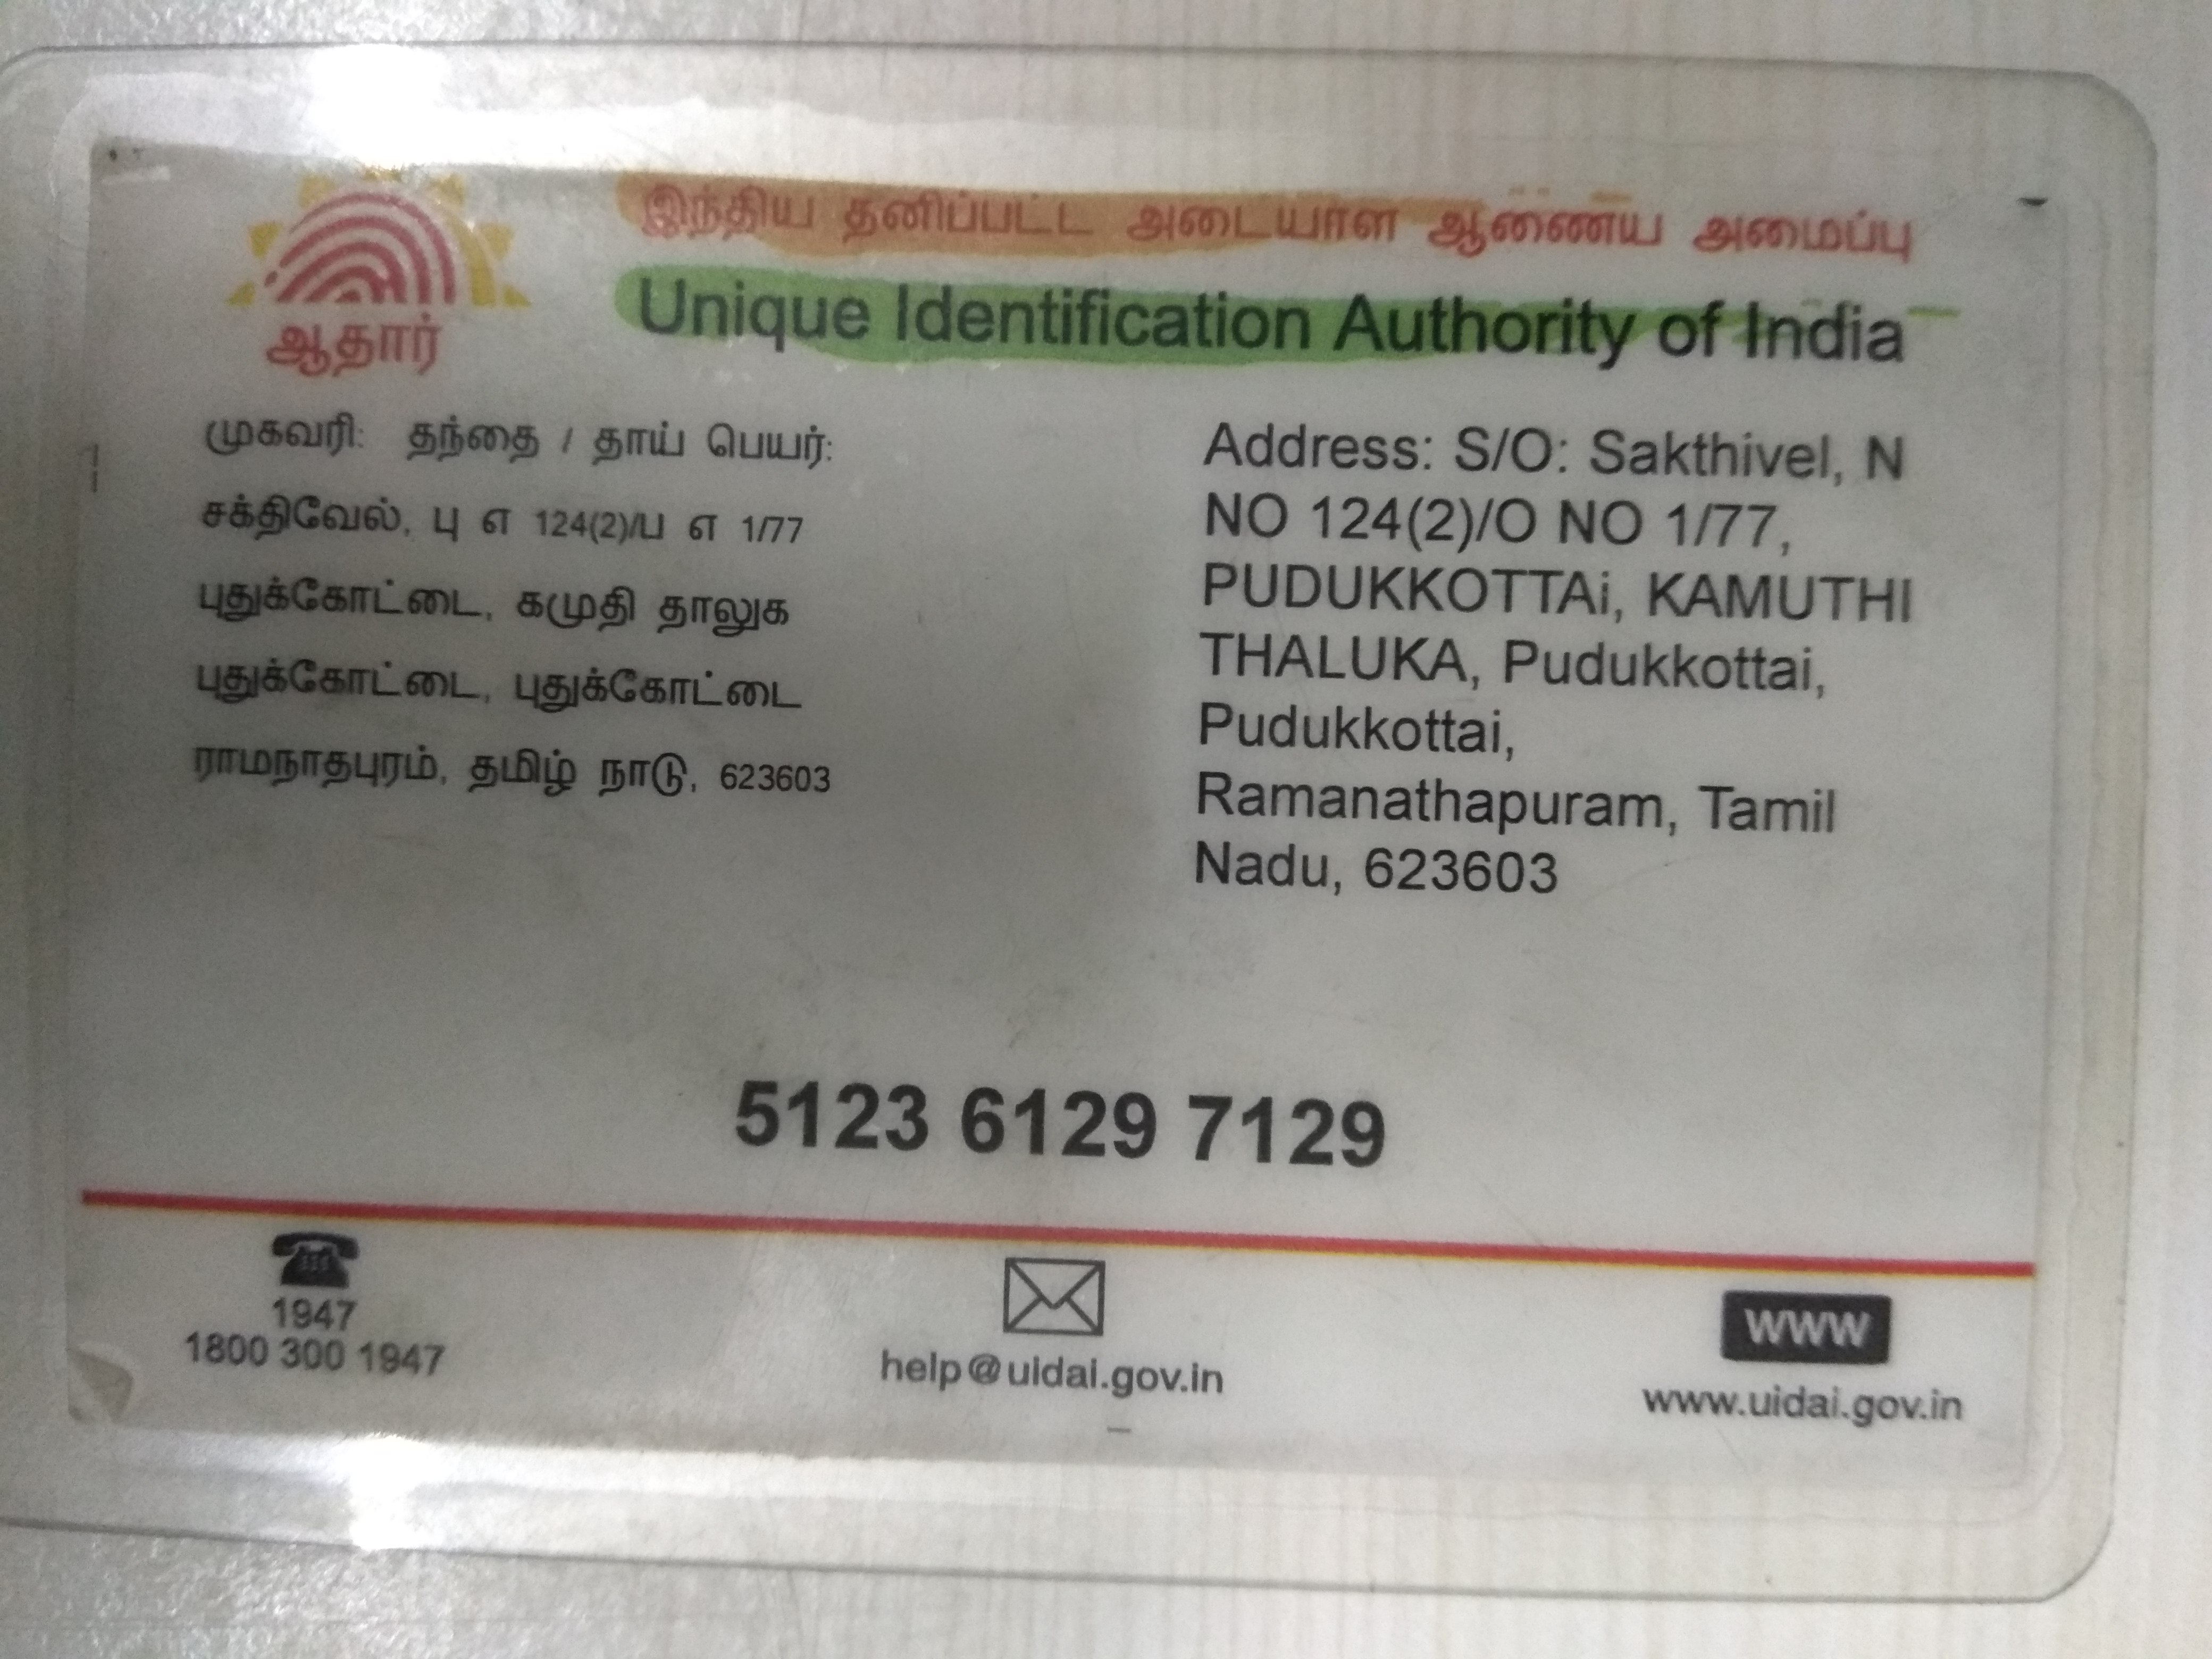 இந்திய தனிப்பட்ட அடையாள ஆணைய அமைப்பு
Unique Identification Authority of India
ஆதார்
முகவரி: தந்தை / தாய் பெயர்:
சக்திவேல், பு எ 124(2)/ப எ 1/77
புதுக்கோட்டை, கமுதி தாலுக
புதுக்கோட்டை, புதுக்கோட்டை
ராமநாதபுரம், தமிழ் நாடு, 623603
Address: S/O: Sakthivel, N
NO 124(2)/O NO 1/77,
PUDUKKOTTAi, KAMUTHI
THALUKA, Pudukkottai,
Pudukkottai,
Ramanathapuram, Tamil
Nadu, 623603
5123 6129 7129
1947
1800 300 1947
help@uidai.gov.in
www
www.uidai.gov.in